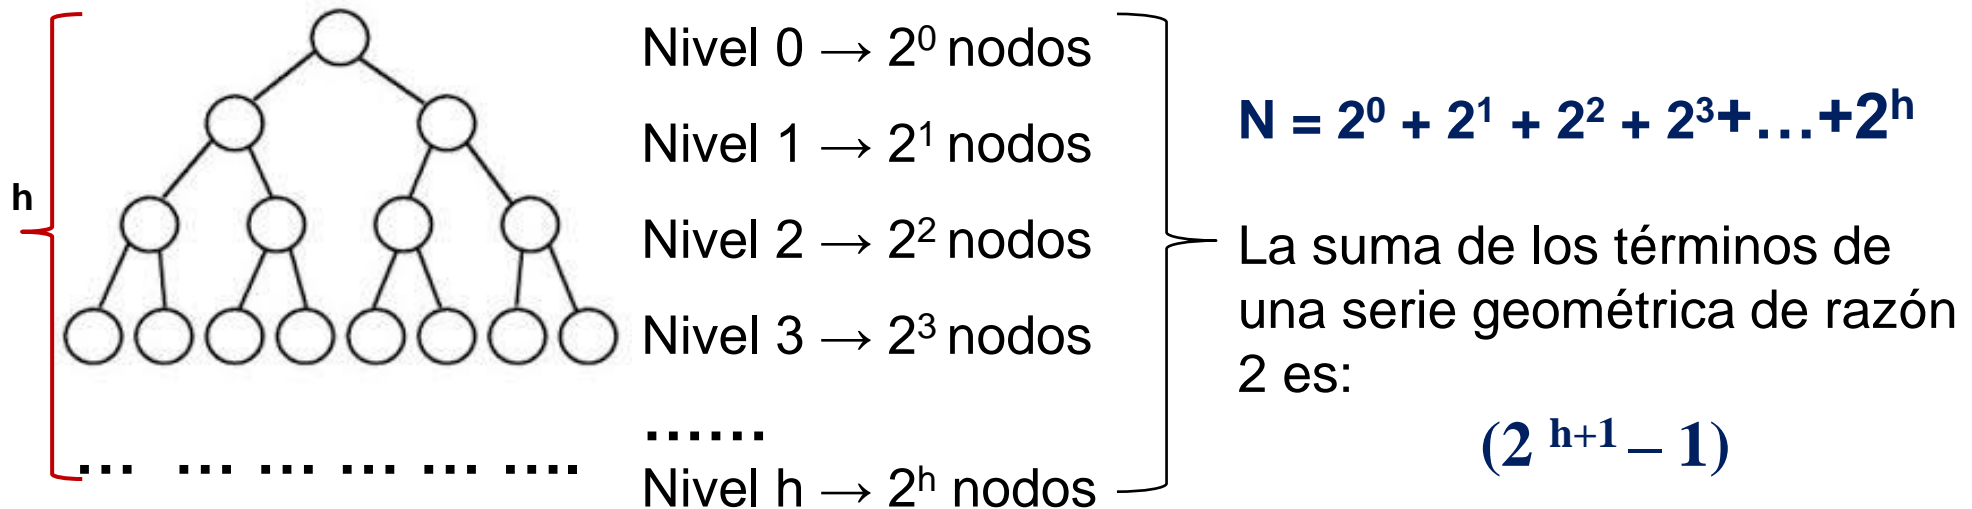 h
Nivel 0 → 2⁰ nodos
Nivel 1 → 2¹ nodos
Nivel 2 → 2² nodos
Nivel 3 → 2³ nodos
......
... ... ... ... ... ....
Nivel h → 2ʰ nodos
N = 2⁰ + 2¹ + 2² + 2³+...+2ʰ
La suma de los términos de
una serie geométrica de razón
2 es:
(2 ʰ⁺¹ – 1)